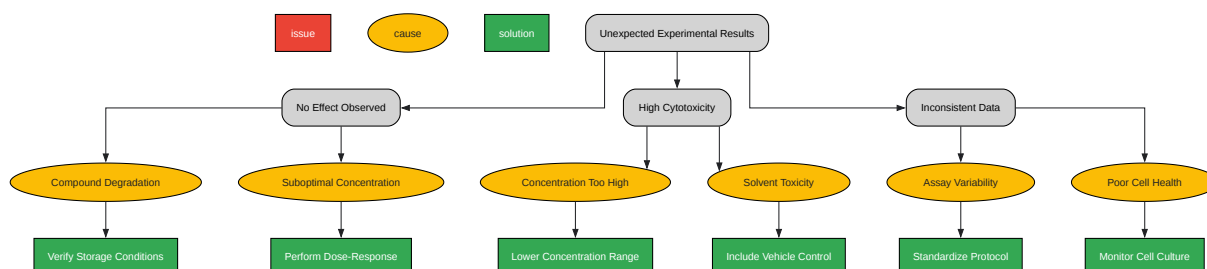 issue
cause
solution
Unexpected Experimental Results
No Effect Observed
High Cytotoxicity
Inconsistent Data
Compound Degradation
Suboptimal Concentration
Concentration Too High
Solvent Toxicity
Assay Variability
Poor Cell Health
Verify Storage Conditions
Perform Dose-Response
Lower Concentration Range
Include Vehicle Control
Standardize Protocol
Monitor Cell Culture